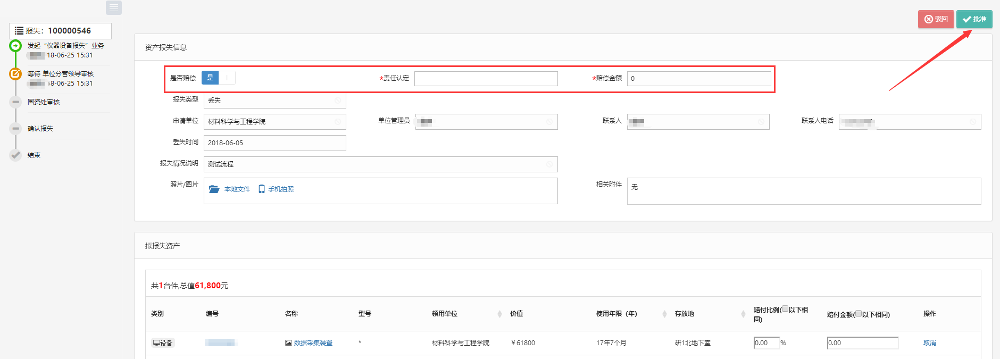 报失：100000546
发起“仪器设备报失”业务
18-06-25 15:31
等待 单位分管领导审核
18-06-25 15:31
国资处审核
确认报失
结束
驳回
批准
资产报失信息
是否赔偿 是 *责任认定 *赔偿金额 0
报失类型 丢失
申请单位 材料科学与工程学院 单位管理员 联系人 联系人电话
丢失时间 2018-06-05
报失情况说明 测试流程
照片/图片 本地文件 手机拍照 相关附件 无
拟报失资产
共1台件,总值61,800元
类别 编号 名称 型号 领用单位 价值 使用年限（年） 存放地 赔付比例(以下相同) 赔付金额(以下相同) 操作
设备 数据采集装置 * 材料科学与工程学院 ￥61800 17年7个月 研1北地下室 0.00 % 0.00 取消